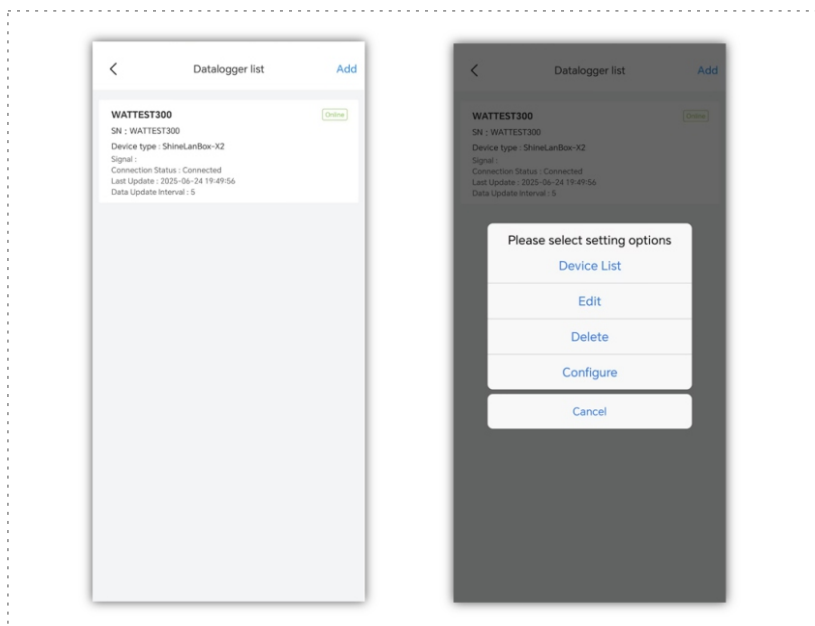 Datalogger list
Add
WATTEST300
Online
SN : WATTEST300
Device type : ShineLanBox-X2
Signal :
Connection Status : Connected
Last Update : 2025-06-24 19:49:56
Data Update Interval : 5
Datalogger list
Add
WATTEST300
Online
SN : WATTEST300
Device type : ShineLanBox-X2
Signal :
Connection Status : Connected
Last Update : 2025-06-24 19:49:56
Data Update Interval : 5
Please select setting options
Device List
Edit
Delete
Configure
Cancel